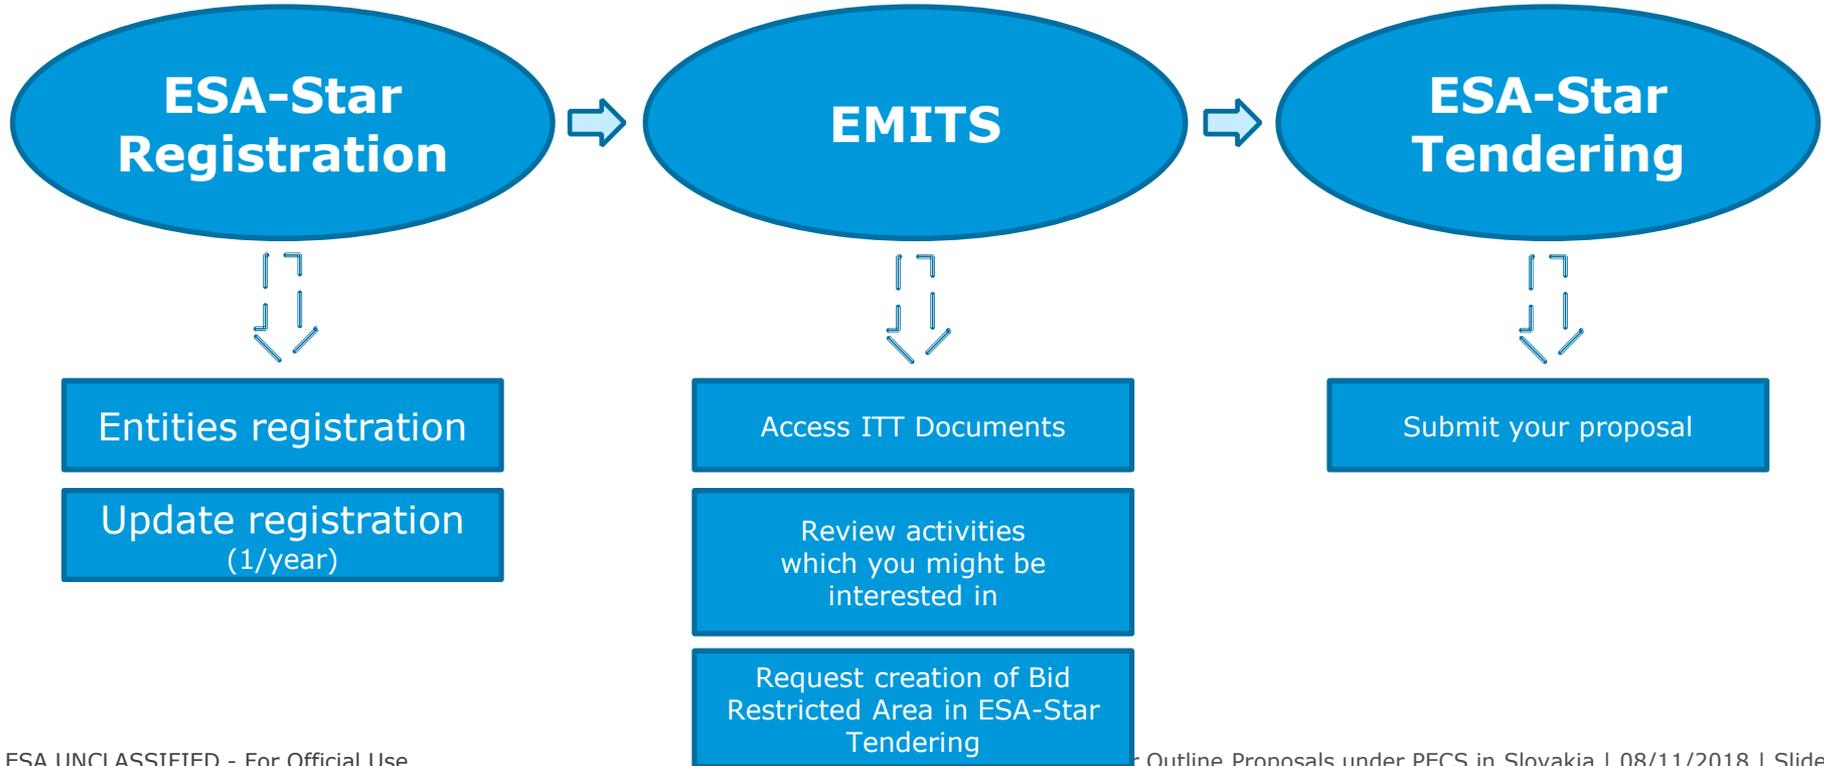 ESA-Star
Registration
EMITS
ESA-Star
Tendering
Entities registration
Update registration
(1/year)
Access ITT Documents
Review activities
which you might be
interested in
Request creation of Bid
Restricted Area in ESA-Star
Tendering
Submit your proposal
ESA UNCLASSIFIED - For Official Use
Outline Proposals under PECS in Slovakia | 08/11/2018 | Slide